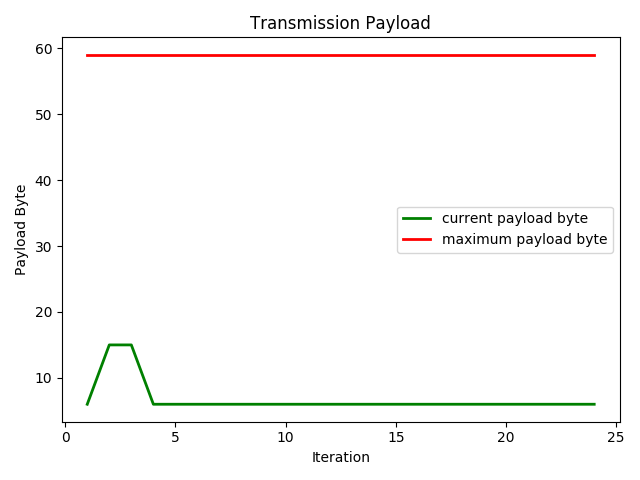 Transmission Payload
60
50
40
30
20
10
Payload Byte
current payload byte
maximum payload byte
0
5
10
15
20
25
Iteration